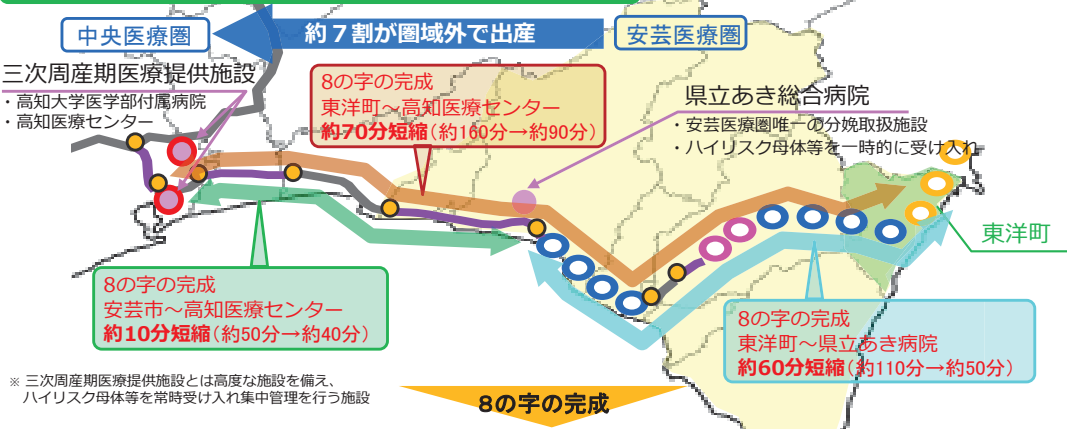 中央医療圏
約７割が圏域外で出産
安芸医療圏
三次周産期医療提供施設
・高知大学医学部付属病院
・高知医療センター
8の字の完成
東洋町～高知医療センター
約70分短縮(約160分→約90分)
県立あき総合病院
・安芸医療圏唯一の分娩取扱施設
・ハイリスク母体等を一時的に受け入れ
東洋町
8の字の完成
安芸市～高知医療センター
約10分短縮(約50分→約40分)
8の字の完成
東洋町～県立あき病院
約60分短縮(約110分→約50分)
※ 三次周産期医療提供施設とは高度な施設を備え、
ハイリスク母体等を常時受け入れ集中管理を行う施設
8の字の完成